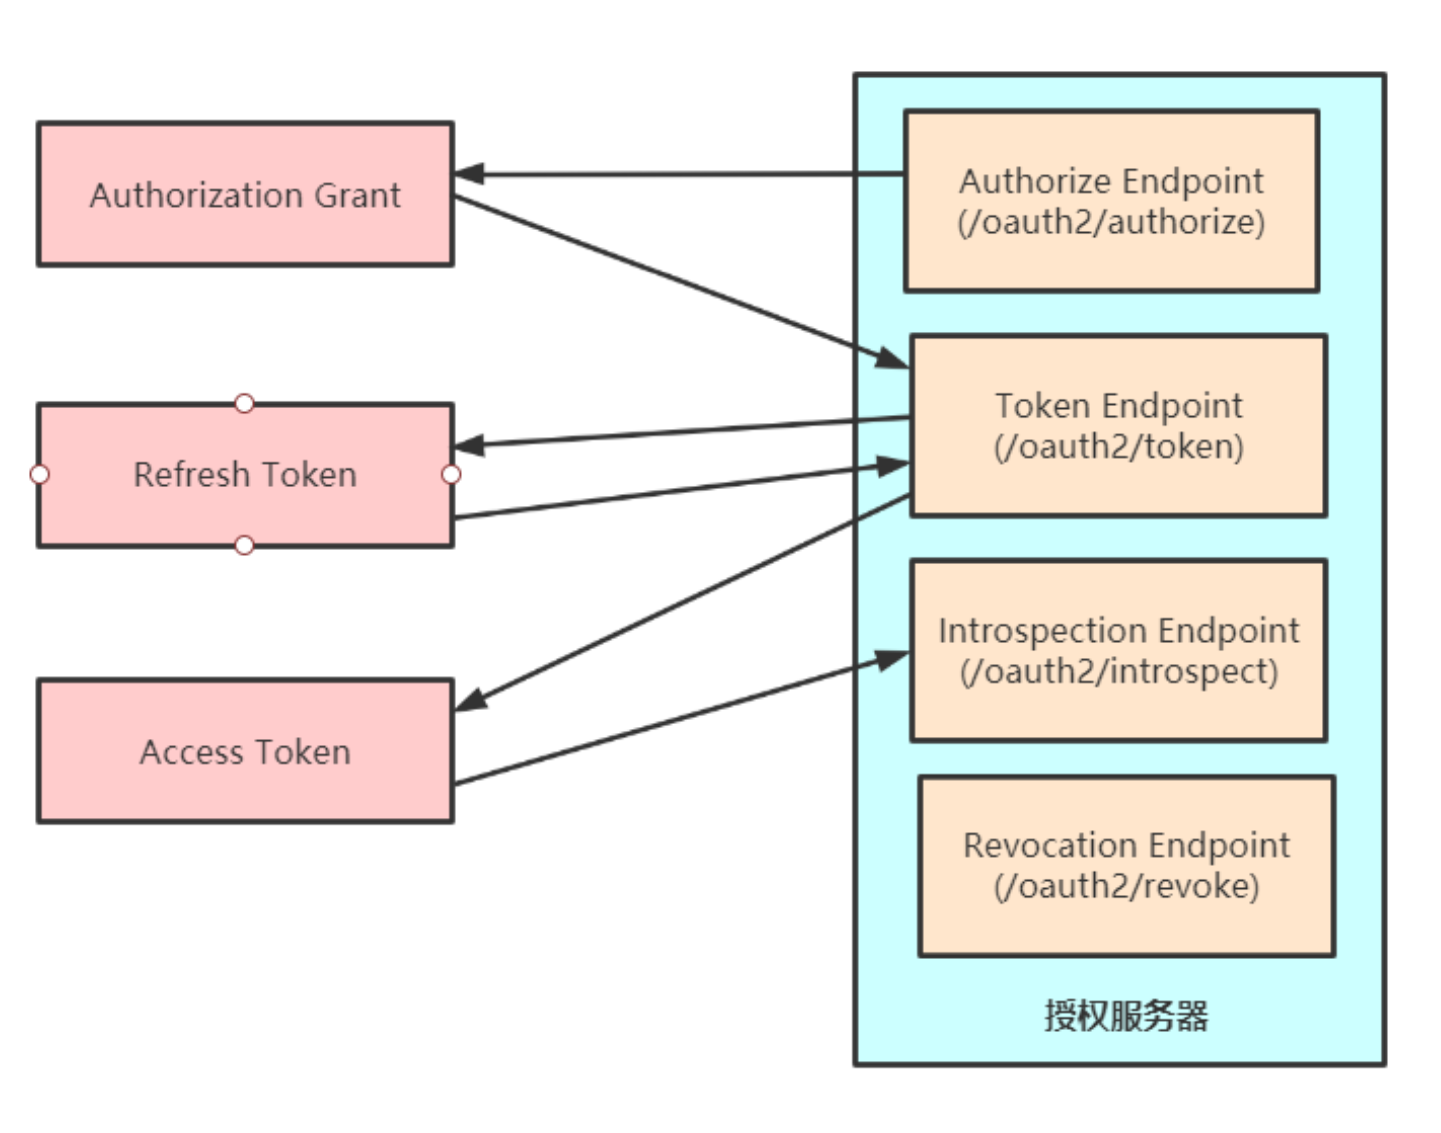 Authorization Grant
Authorize Endpoint
(/oauth2/authorize)
Token Endpoint
(/oauth2/token)
Refresh Token
Introspection Endpoint
(/oauth2/introspect)
Access Token
Revocation Endpoint
(/oauth2/revoke)
授权服务器